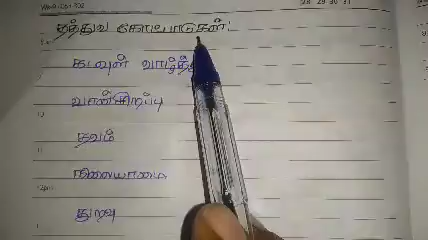 தத்துவ கோட்பாடுகள்:
கடவுள் வாழ்த்
வான்சிறப்பு
தவம்
நிலையாமை
துறவு